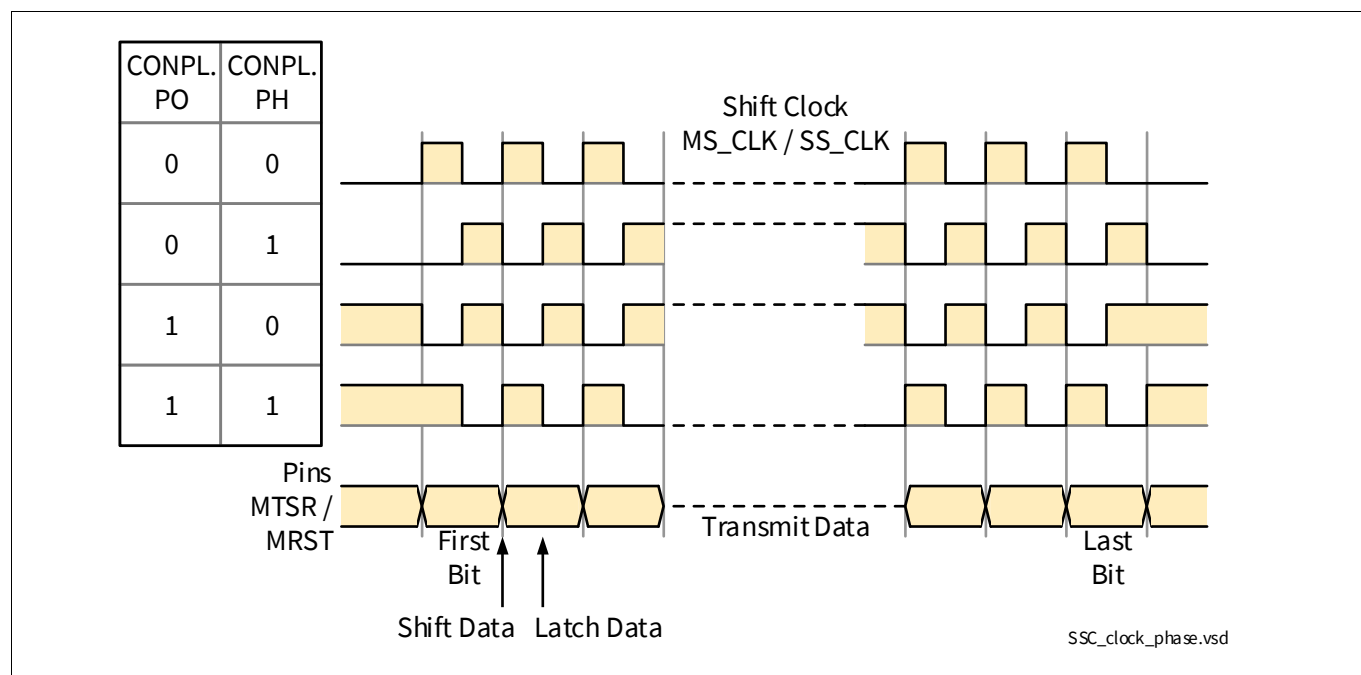 CONPL. CONPL.
PO PH
Shift Clock
MS_CLK / SS_CLK
0 0
0 1
1 0
1 1
Pins
MTSR /
MRST
First
Bit
Transmit Data
Last
Bit
Shift Data Latch Data
SSC_clock_phase.vsd